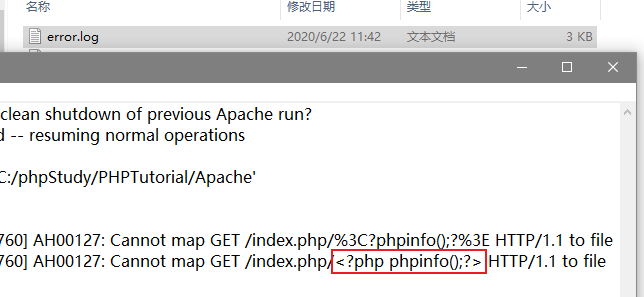 名称 修改日期 类型 大小
error.log 2020/6/22 11:42 文本文档 3 KB
clean shutdown of previous Apache run?
d -- resuming normal operations
C:/phpStudy/PHPTutorial/Apache'
760] AH00127: Cannot map GET /index.php/%3C?phpinfo();?%3E HTTP/1.1 to file
760] AH00127: Cannot map GET /index.php/<?php phpinfo();?> HTTP/1.1 to file